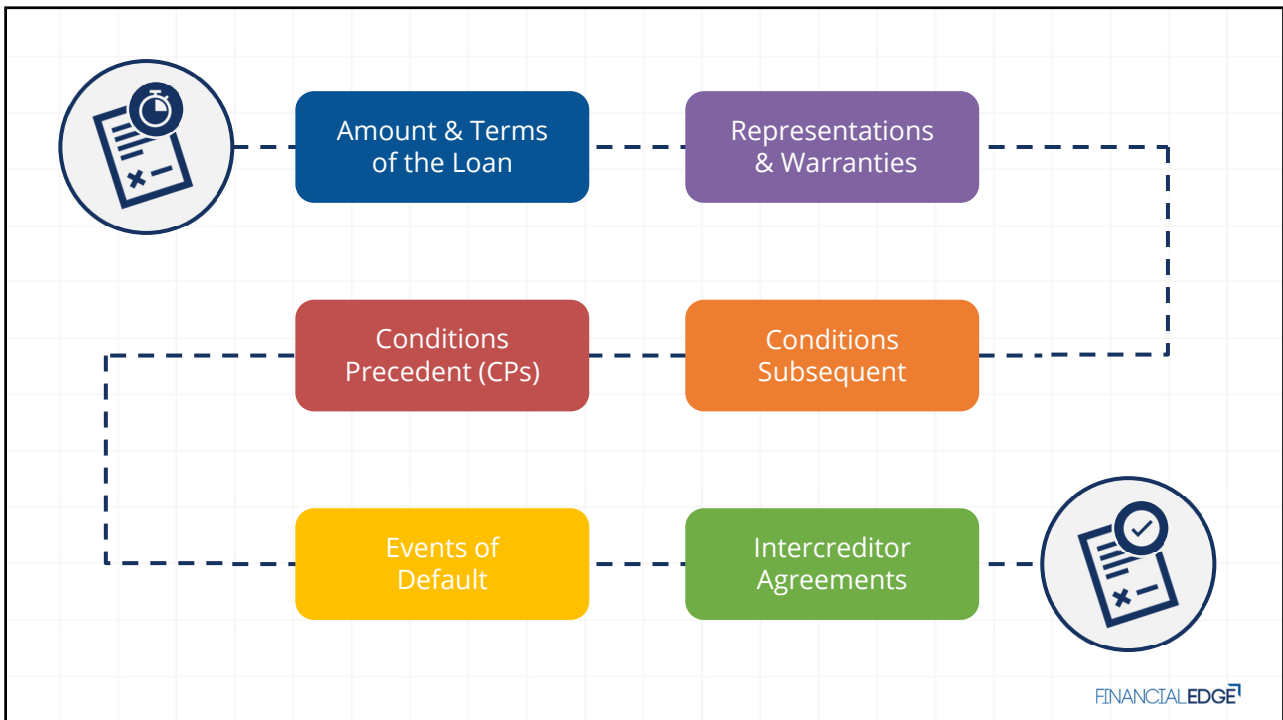 Amount & Terms
of the Loan
Representations
& Warranties
Conditions
Precedent (CPs)
Conditions
Subsequent
Events of
Default
Intercreditor
Agreements
FINANCIALEDGE